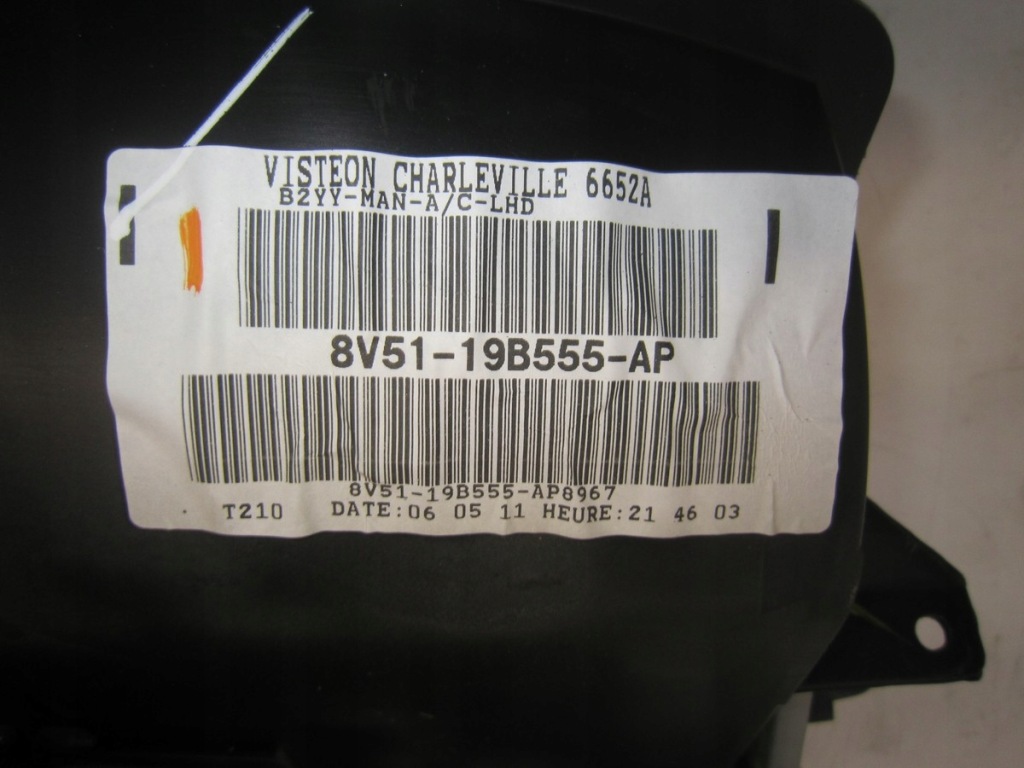 VISTEON CHARLEVILLE 6652A
B2YY-MAN-A/C-LHD
8V51-19B555-AP
8V51-19B555-AP8967
T210 DATE:06 05 11 HEURE:21 46 03